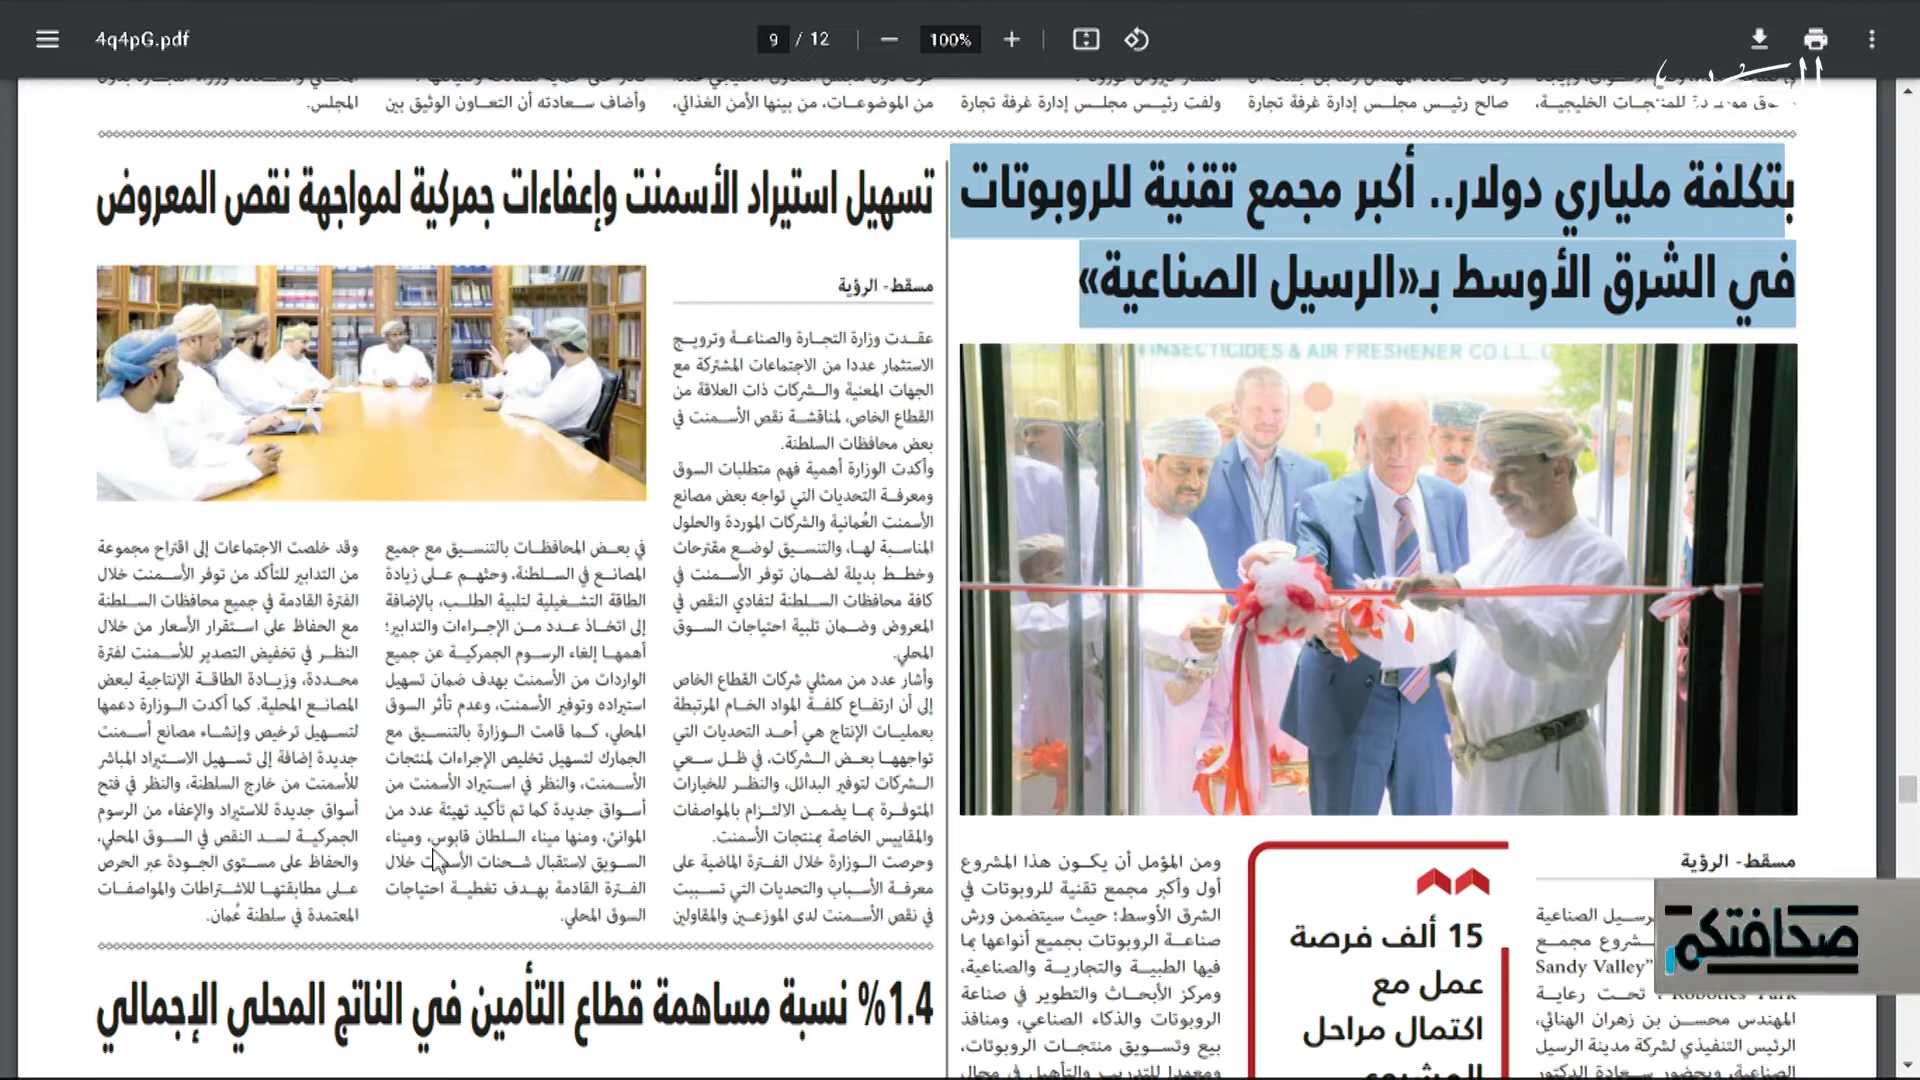 4q4pG.pdf
9 / 12
100%
من الموضوعات، من بينها الأمن الغذائي،
وأضاف سعادته أن التعاون الوثيق بين
المجلس.
ولفت رئيس مجلس إدارة غرفة تجارة
صالح رئيس مجلس إدارة غرفة تجارة
بتكلفة ملياري دولار.. أكبر مجمع تقنية للروبوتات
في الشرق الأوسط بـ«الرسيل الصناعية»
INSECTICIDES & AIR FRESHENER CO.L.L.C
مسقط- الرؤية
Sandy Valley"
تحت رعاية
المهندس محسن بن زهران الهنائي،
الرئيس التنفيذي لشركة مدينة الرسيل
الصناعية، وبحضور سعادة الدكتور
15 ألف فرصة
عمل مع
اكتمال مراحل
المشروع
ومن المؤمل أن يكون هذا المشروع
أول وأكبر مجمع تقنية للروبوتات في
الشرق الأوسط؛ حيث سيتضمن ورش
صناعة الروبوتات بجميع أنواعها بما
فيها الطبية والتجارية والصناعية،
ومركز الأبحاث والتطوير في صناعة
الروبوتات والذكاء الصناعي، ومنافذ
بيع وتسويق منتجات الروبوتات،
ومعهدا للتدريب والتأهيل في مجال
تسهيل استيراد الأسمنت وإعفاءات جمركية لمواجهة نقص المعروض
مسقط- الرؤية
عقدت وزارة التجارة والصناعة وترويج
الاستثمار عددا من الاجتماعات المشتركة مع
الجهات المعنية والشركات ذات العلاقة من
القطاع الخاص، لمناقشة نقص الأسمنت في
بعض محافظات السلطنة.
وأكدت الوزارة أهمية فهم متطلبات السوق
ومعرفة التحديات التي تواجه بعض مصانع
الأسمنت العُمانية والشركات الموردة والحلول
المناسبة لها، والتنسيق لوضع مقترحات
وخطط بديلة لضمان توفر الأسمنت في
كافة محافظات السلطنة لتفادي النقص في
المعروض وضمان تلبية احتياجات السوق
المحلي.
وأشار عدد من ممثلي شركات القطاع الخاص
إلى أن ارتفاع كلفة المواد الخام المرتبطة
بعمليات الإنتاج هي أحد التحديات التي
تواجهها بعض الشركات، في ظل سعي
الشركات لتوفير البدائل، والنظر للخيارات
المتوفرة بما يضمن الالتزام بالمواصفات
والمقاييس الخاصة بمنتجات الأسمنت.
وحرصت الوزارة خلال الفترة الماضية على
معرفة الأسباب والتحديات التي تسببت
في نقص الأسمنت لدى الموزعين والمقاولين
في بعض المحافظات بالتنسيق مع جميع
المصانع في السلطنة، وحثهم على زيادة
الطاقة التشغيلية لتلبية الطلب، بالإضافة
إلى اتخاذ عدد من الإجراءات والتدابير؛
أهمها إلغاء الرسوم الجمركية عن جميع
الواردات من الأسمنت بهدف ضمان تسهيل
استيراده وتوفير الأسمنت، وعدم تأثر السوق
المحلي، كما قامت الوزارة بالتنسيق مع
الجمارك لتسهيل تخليص الإجراءات لمنتجات
الأسمنت، والنظر في استيراد الأسمنت من
أسواق جديدة كما تم تأكيد تهيئة عدد من
الموانئ، ومنها ميناء السلطان قابوس، وميناء
السويق لاستقبال شحنات الأسمنت خلال
الفترة القادمة بهدف تغطية احتياجات
السوق المحلي.
وقد خلصت الاجتماعات إلى اقتراح مجموعة
من التدابير للتأكد من توفر الأسمنت خلال
الفترة القادمة في جميع محافظات السلطنة
مع الحفاظ على استقرار الأسعار من خلال
النظر في تخفيض التصدير للأسمنت لفترة
محددة، وزيادة الطاقة الإنتاجية لبعض
المصانع المحلية. كما أكدت الوزارة دعمها
لتسهيل ترخيص وإنشاء مصانع أسمنت
جديدة إضافة إلى تسهيل الاستيراد المباشر
للأسمنت من خارج السلطنة، والنظر في فتح
أسواق جديدة للاستيراد والإعفاء من الرسوم
الجمركية لسد النقص في السوق المحلي،
والحفاظ على مستوى الجودة عبر الحرص
على مطابقتها للاشتراطات والمواصفات
المعتمدة في سلطنة عُمان.
1.4% نسبة مساهمة قطاع التأمين في الناتج المحلي الإجمالي
صحافتكم